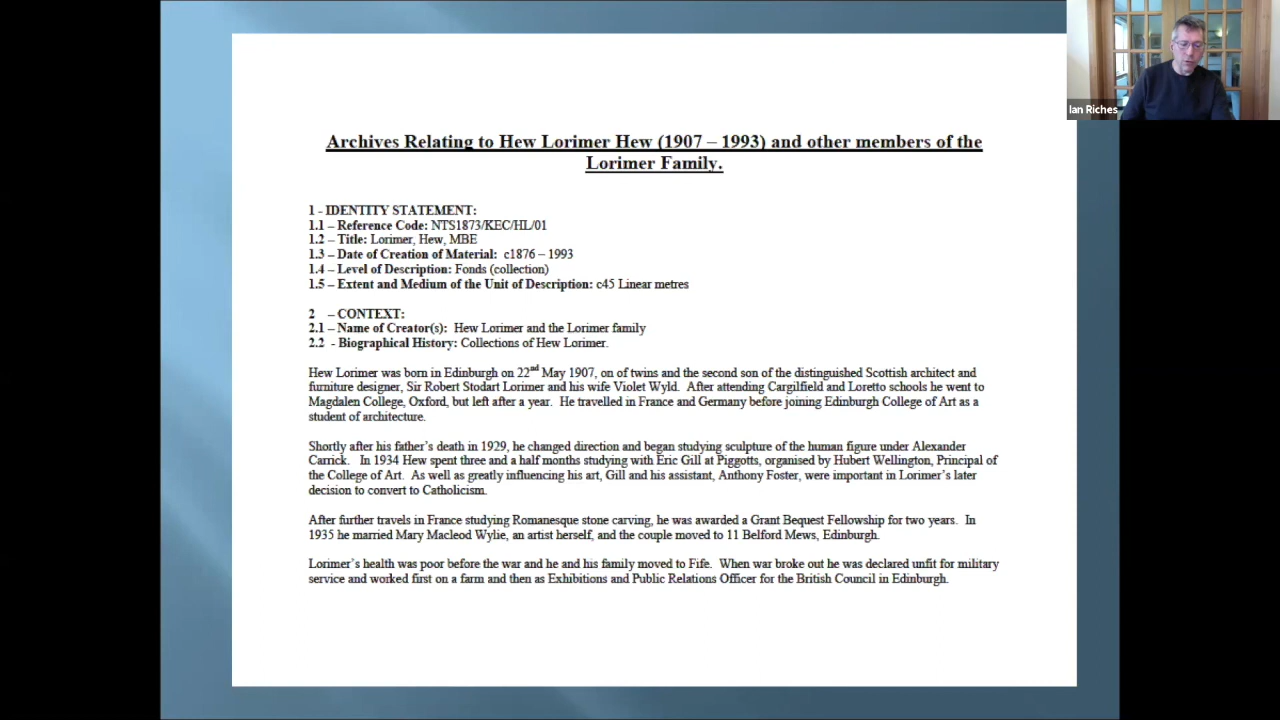 Ian Riches
Archives Relating to Hew Lorimer Hew (1907 – 1993) and other members of the
Lorimer Family.
1 - IDENTITY STATEMENT:
1.1 – Reference Code: NTS1873/KEC/HL/01
1.2 – Title: Lorimer, Hew, MBE
1.3 – Date of Creation of Material: c1876 – 1993
1.4 – Level of Description: Fonds (collection)
1.5 – Extent and Medium of the Unit of Description: c45 Linear metres
2 – CONTEXT:
2.1 – Name of Creator(s): Hew Lorimer and the Lorimer family
2.2 - Biographical History: Collections of Hew Lorimer.
Hew Lorimer was born in Edinburgh on 22nd May 1907, on of twins and the second son of the distinguished Scottish architect and
furniture designer, Sir Robert Stodart Lorimer and his wife Violet Wyld. After attending Cargilfield and Loretto schools he went to
Magdalen College, Oxford, but left after a year. He travelled in France and Germany before joining Edinburgh College of Art as a
student of architecture.
Shortly after his father's death in 1929, he changed direction and began studying sculpture of the human figure under Alexander
Carrick. In 1934 Hew spent three and a half months studying with Eric Gill at Piggotts, organised by Hubert Wellington, Principal of
the College of Art. As well as greatly influencing his art, Gill and his assistant, Anthony Foster, were important in Lorimer's later
decision to convert to Catholicism.
After further travels in France studying Romanesque stone carving, he was awarded a Grant Bequest Fellowship for two years. In
1935 he married Mary Macleod Wylie, an artist herself, and the couple moved to 11 Belford Mews, Edinburgh.
Lorimer's health was poor before the war and he and his family moved to Fife. When war broke out he was declared unfit for military
service and worked first on a farm and then as Exhibitions and Public Relations Officer for the British Council in Edinburgh.